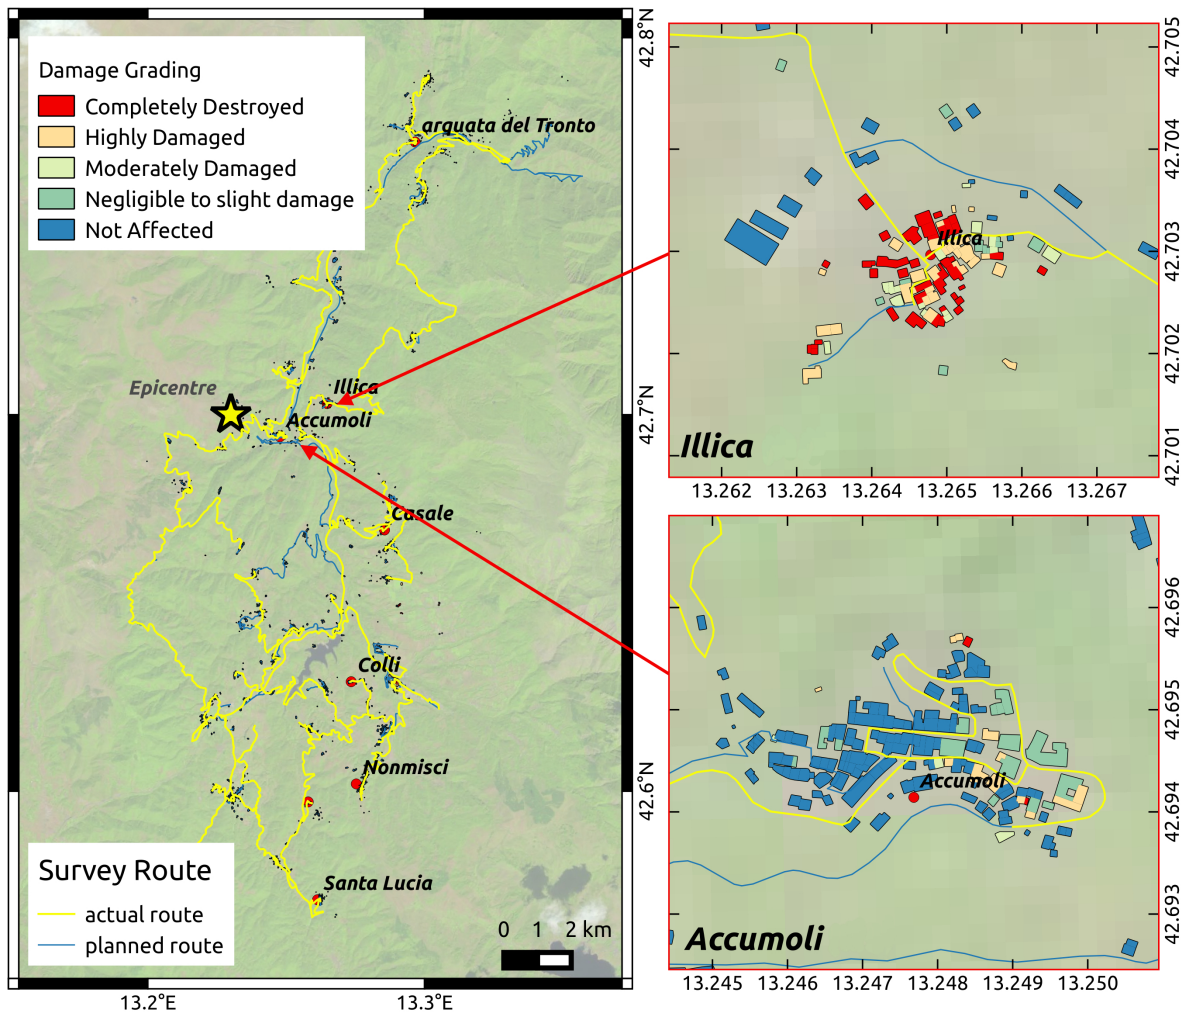 Damage Grading
Completely Destroyed
Highly Damaged
Moderately Damaged
Negligible to slight damage
Not Affected
arquata del Tronto
Epicentre
Illica
Accumoli
Casale
Colli
Nonmisci
Santa Lucia
Survey Route
actual route
planned route
0 1 2 km
13.2°E 13.3°E
42.8°N
42.7°N
42.6°N
Illica
Illica
42.705
42.704
42.703
42.702
42.701
13.262 13.263 13.264 13.265 13.266 13.267
Accumoli
Accumoli
42.696
42.695
42.694
42.693
13.245 13.246 13.247 13.248 13.249 13.250